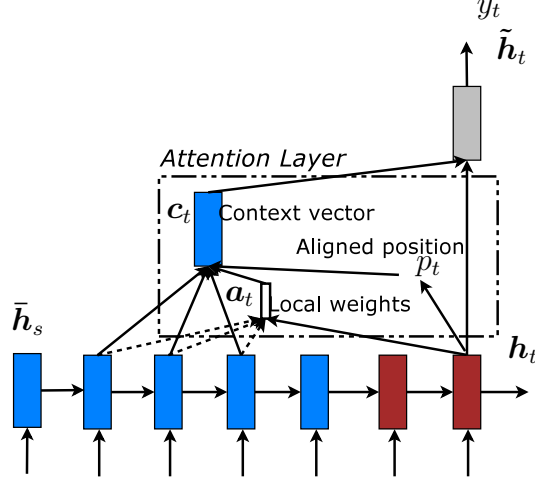 y_t
h̃_t
Attention Layer
c_t Context vector
Aligned position
p_t
a_t Local weights
h̄_s
h_t